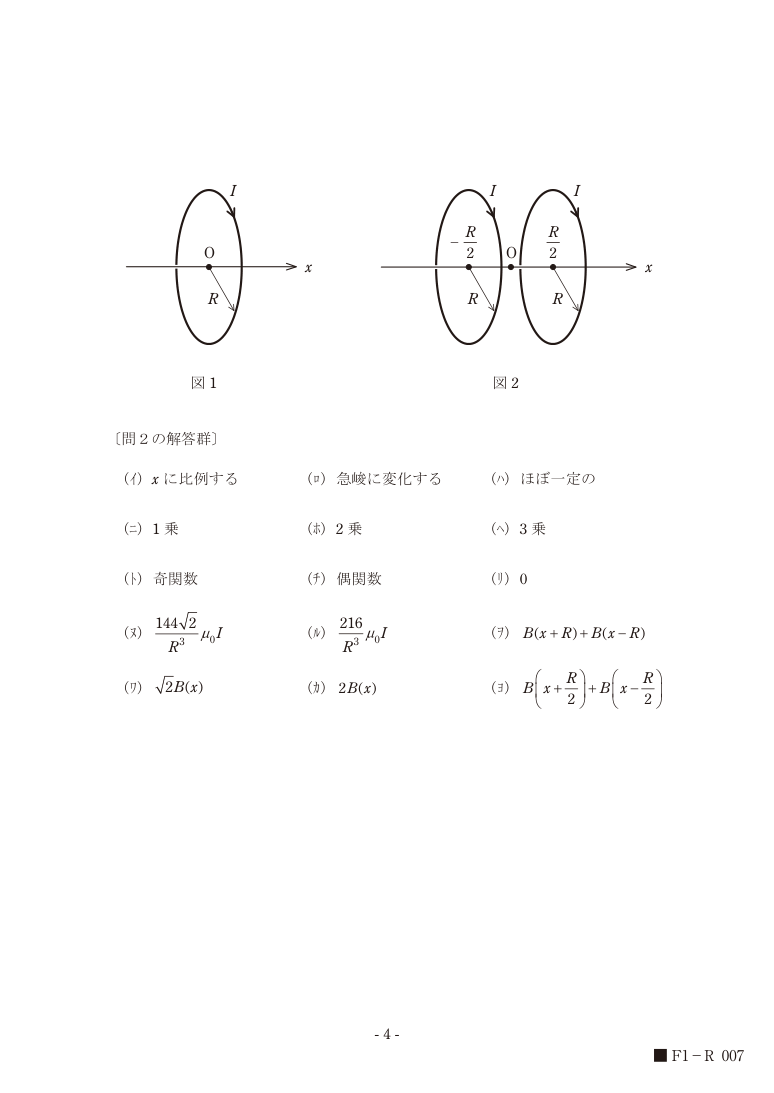 I I I
O −R/2 O R/2
x x
R R R
図 1 図 2
〔問 2 の解答群〕
(イ) x に比例する (ロ) 急峻に変化する (ハ) ほぼ一定の
(ニ) 1 乗 (ホ) 2 乗 (ヘ) 3 乗
(ト) 奇関数 (チ) 偶関数 (リ) 0
(ヌ) 144√2/R³ μ₀I (ル) 216/R³ μ₀I (ヲ) B(x + R) + B(x − R)
(ワ) √2B(x) (カ) 2B(x) (ヨ) B(x + R/2) + B(x − R/2)
- 4 -
■ F1−R 007